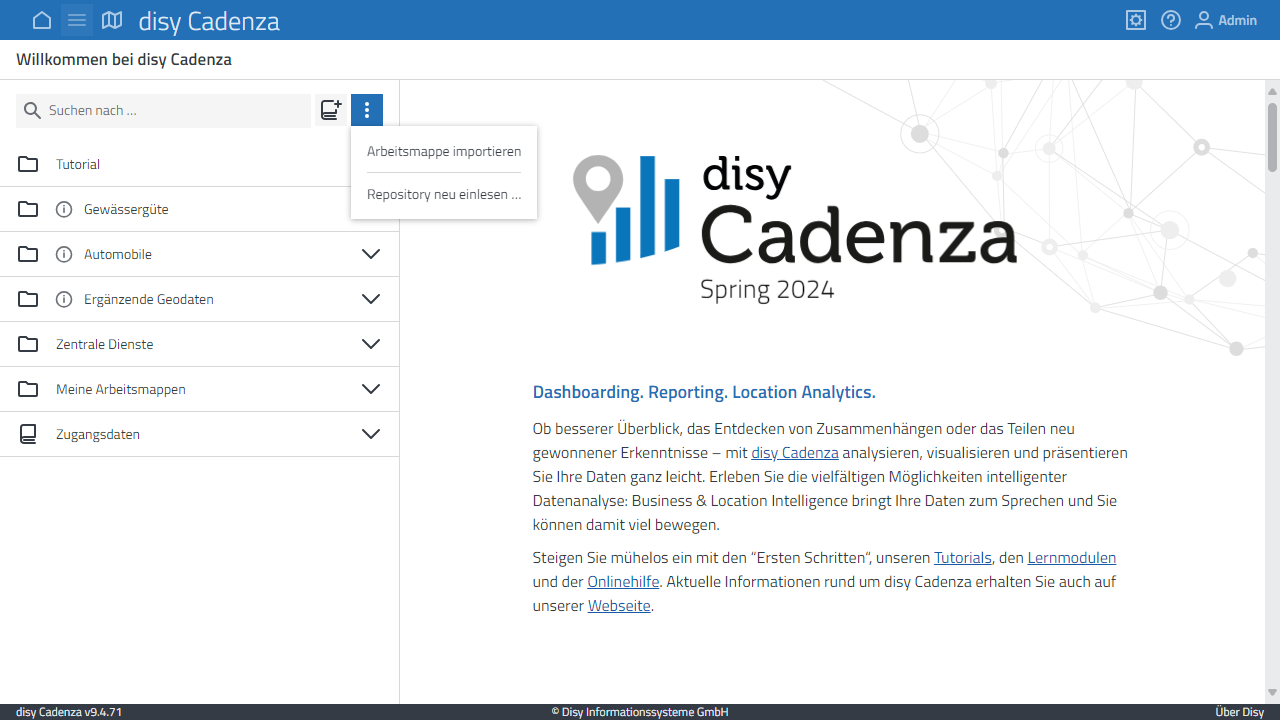 disy Cadenza
Admin
Willkommen bei disy Cadenza
Suchen nach ...
Arbeitsmappe importieren
Repository neu einlesen ...
Tutorial
Gewässergüte
Automobile
Ergänzende Geodaten
Zentrale Dienste
Meine Arbeitsmappen
Zugangsdaten
disy
Cadenza
Spring 2024
Dashboarding. Reporting. Location Analytics.
Ob besserer Überblick, das Entdecken von Zusammenhängen oder das Teilen neu
gewonnener Erkenntnisse – mit disy Cadenza analysieren, visualisieren und präsentieren
Sie Ihre Daten ganz leicht. Erleben Sie die vielfältigen Möglichkeiten intelligenter
Datenanalyse: Business & Location Intelligence bringt Ihre Daten zum Sprechen und Sie
können damit viel bewegen.
Steigen Sie mühelos ein mit den “Ersten Schritten“, unseren Tutorials, den Lernmodulen
und der Onlinehilfe. Aktuelle Informationen rund um disy Cadenza erhalten Sie auch auf
unserer Webseite.
disy Cadenza v9.4.71
© Disy Informationssysteme GmbH
Über Disy